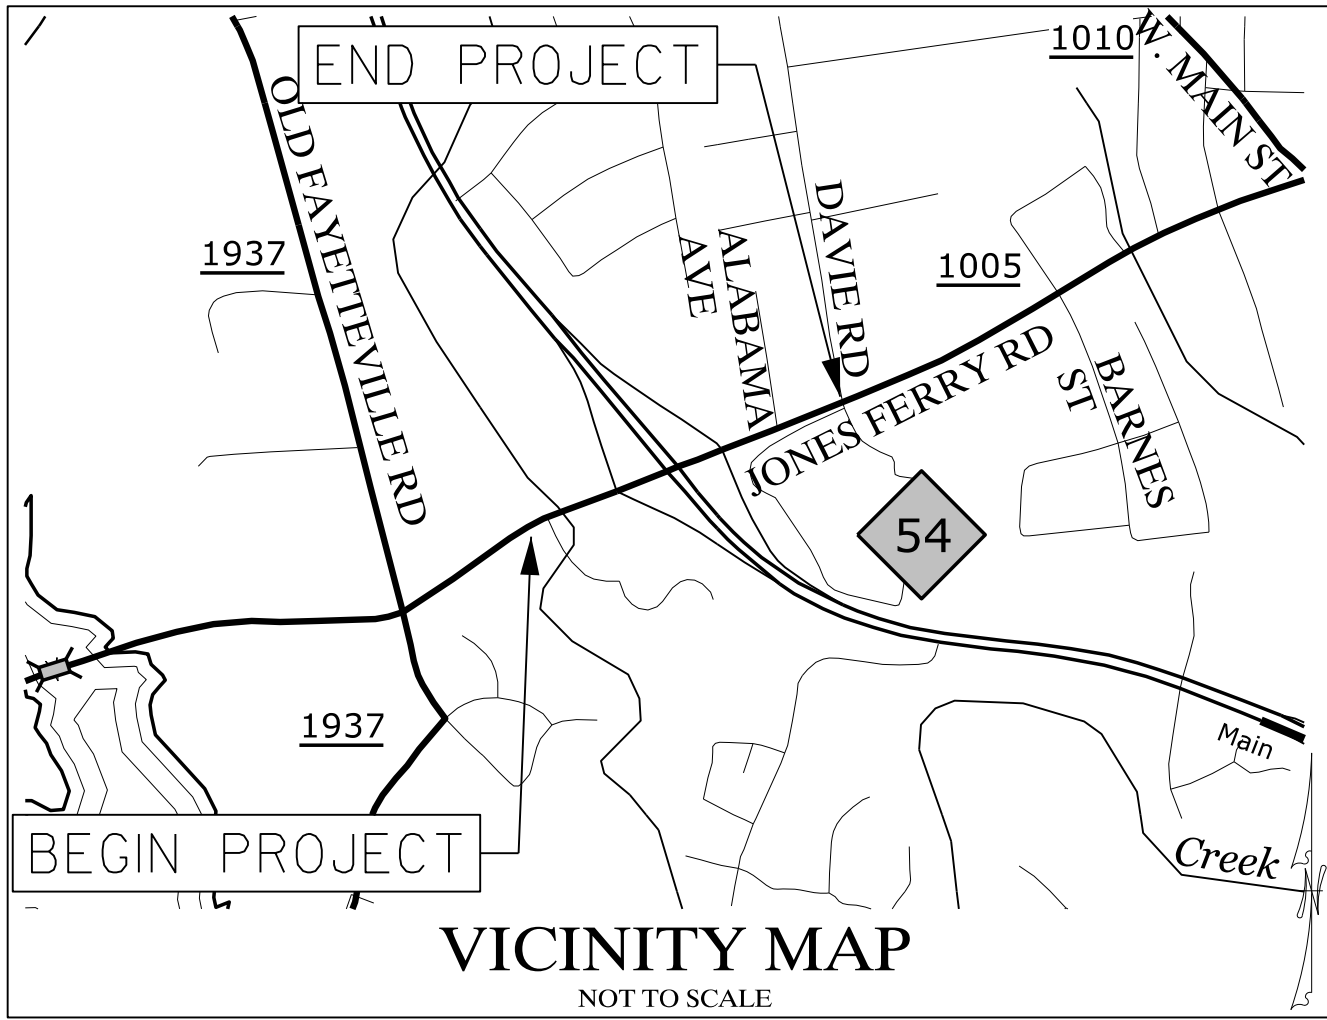 END PROJECT
1010
W. MAIN ST
OLD FAYETTEVILLE RD
1937
DAVIE RD
ALABAMA
AVE
1005
JONES FERRY RD
BARNES
ST
54
1937
Main
BEGIN PROJECT
Creek
VICINITY MAP
NOT TO SCALE